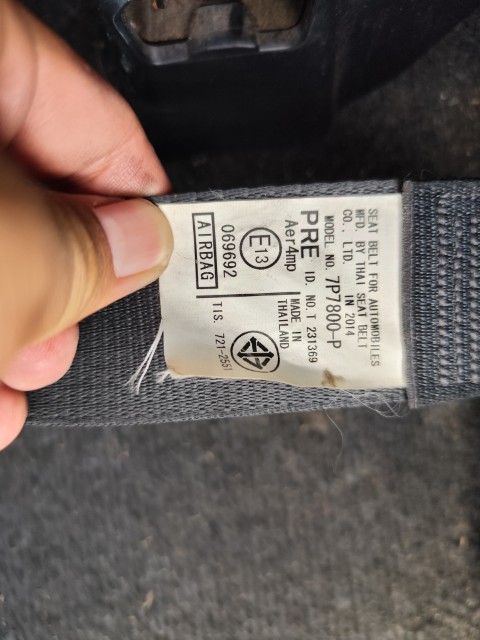 SEAT BELT FOR AUTOMOBILES
MFD. BY THAI SEAT BELT
CO., LTD. IN 2014
MODEL NO. 7P7800-P
PRE ID. NO. T 231369
Aer4mp
MADE IN
THAILAND
E13
069692
AIRBAG
TIS. 721-2551